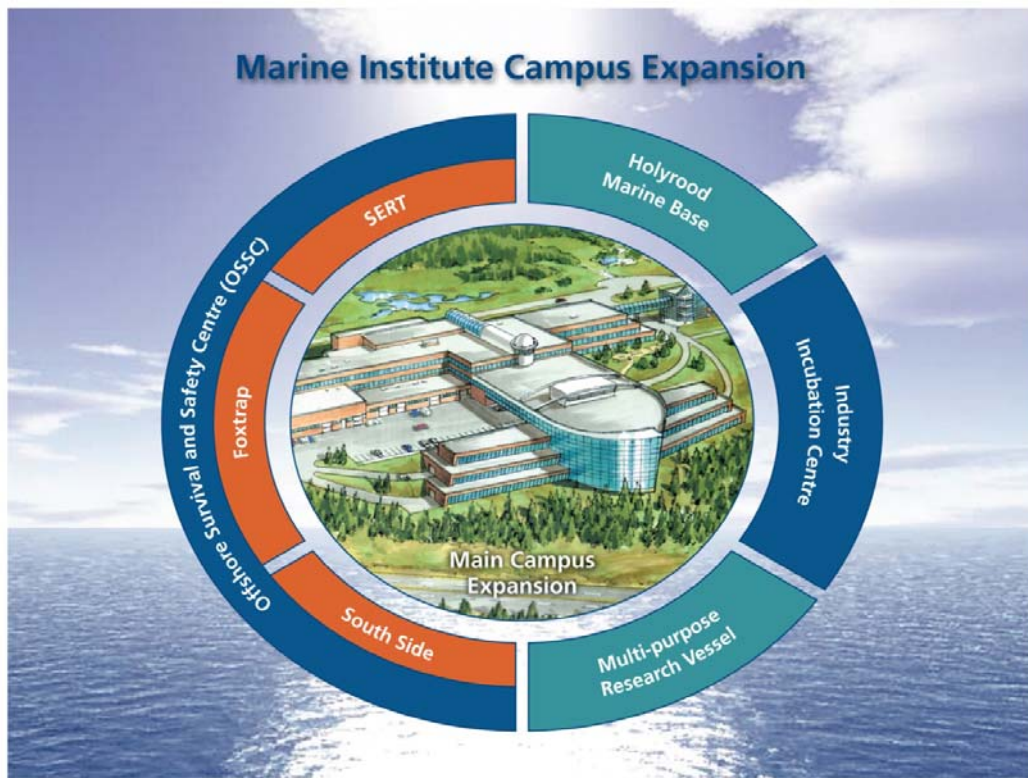 Marine Institute Campus Expansion
Holyrood
Marine Base
Industry
Incubation Centre
Multi-purpose
Research Vessel
Offshore Survival and Safety Centre (OSSC)
SERT
Foxtrap
South Side
Main Campus
Expansion